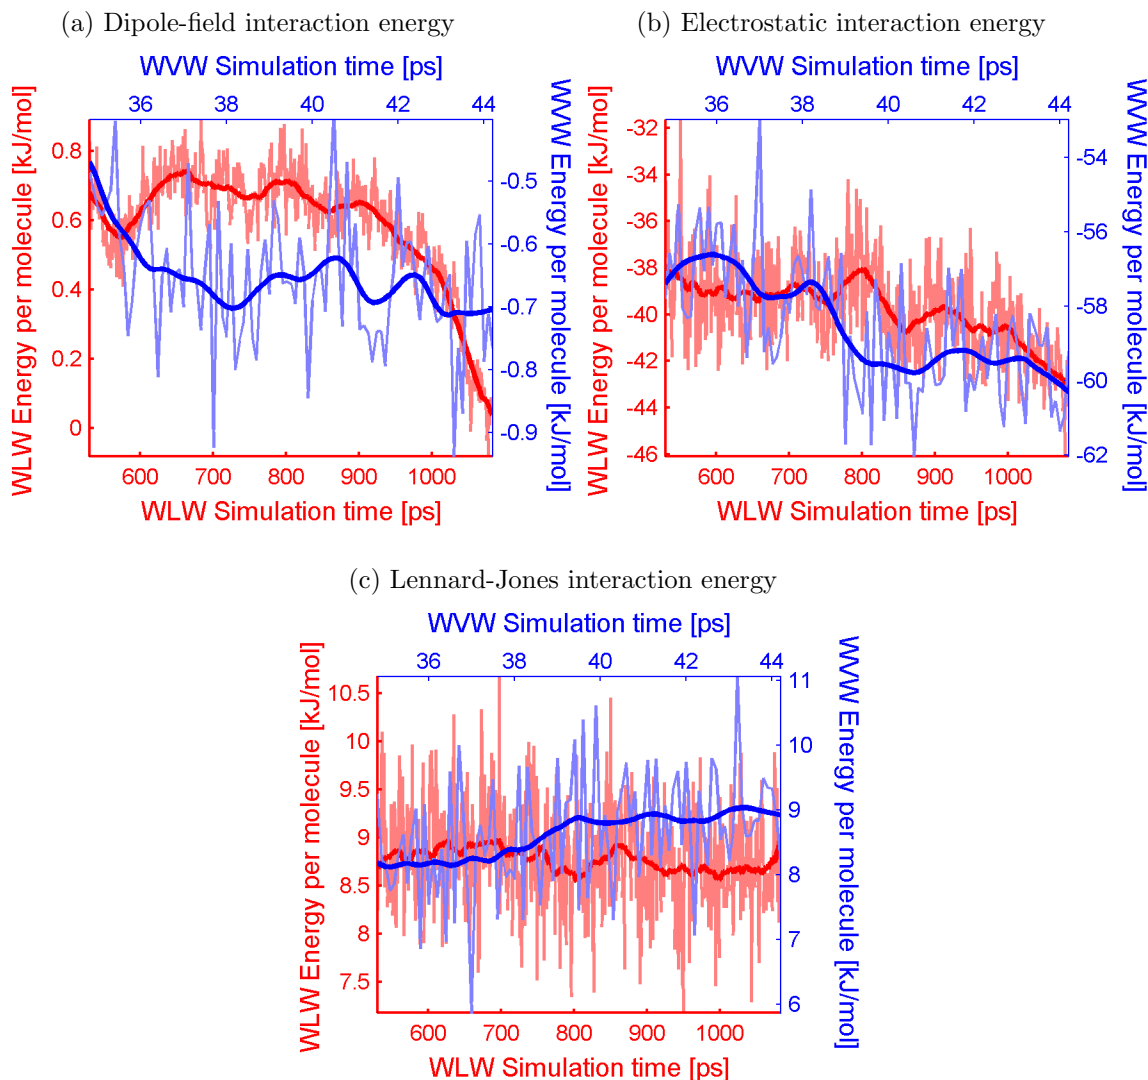 (a) Dipole-field interaction energy
WVW Simulation time [ps]
36 38 40 42 44
WLW Energy per molecule [kJ/mol]
0.8
0.6
0.4
0.2
0
-0.5
-0.6
-0.7
-0.8
-0.9
WVW Energy per molecule [kJ/mol]
600 700 800 900 1000
WLW Simulation time [ps]
(b) Electrostatic interaction energy
WVW Simulation time [ps]
36 38 40 42 44
WLW Energy per molecule [kJ/mol]
-32
-34
-36
-38
-40
-42
-44
-46
-54
-56
-58
-60
-62
WVW Energy per molecule [kJ/mol]
600 700 800 900 1000
WLW Simulation time [ps]
(c) Lennard-Jones interaction energy
WVW Simulation time [ps]
36 38 40 42 44
WLW Energy per molecule [kJ/mol]
10.5
10
9.5
9
8.5
8
7.5
11
10
9
8
7
6
WVW Energy per molecule [kJ/mol]
600 700 800 900 1000
WLW Simulation time [ps]